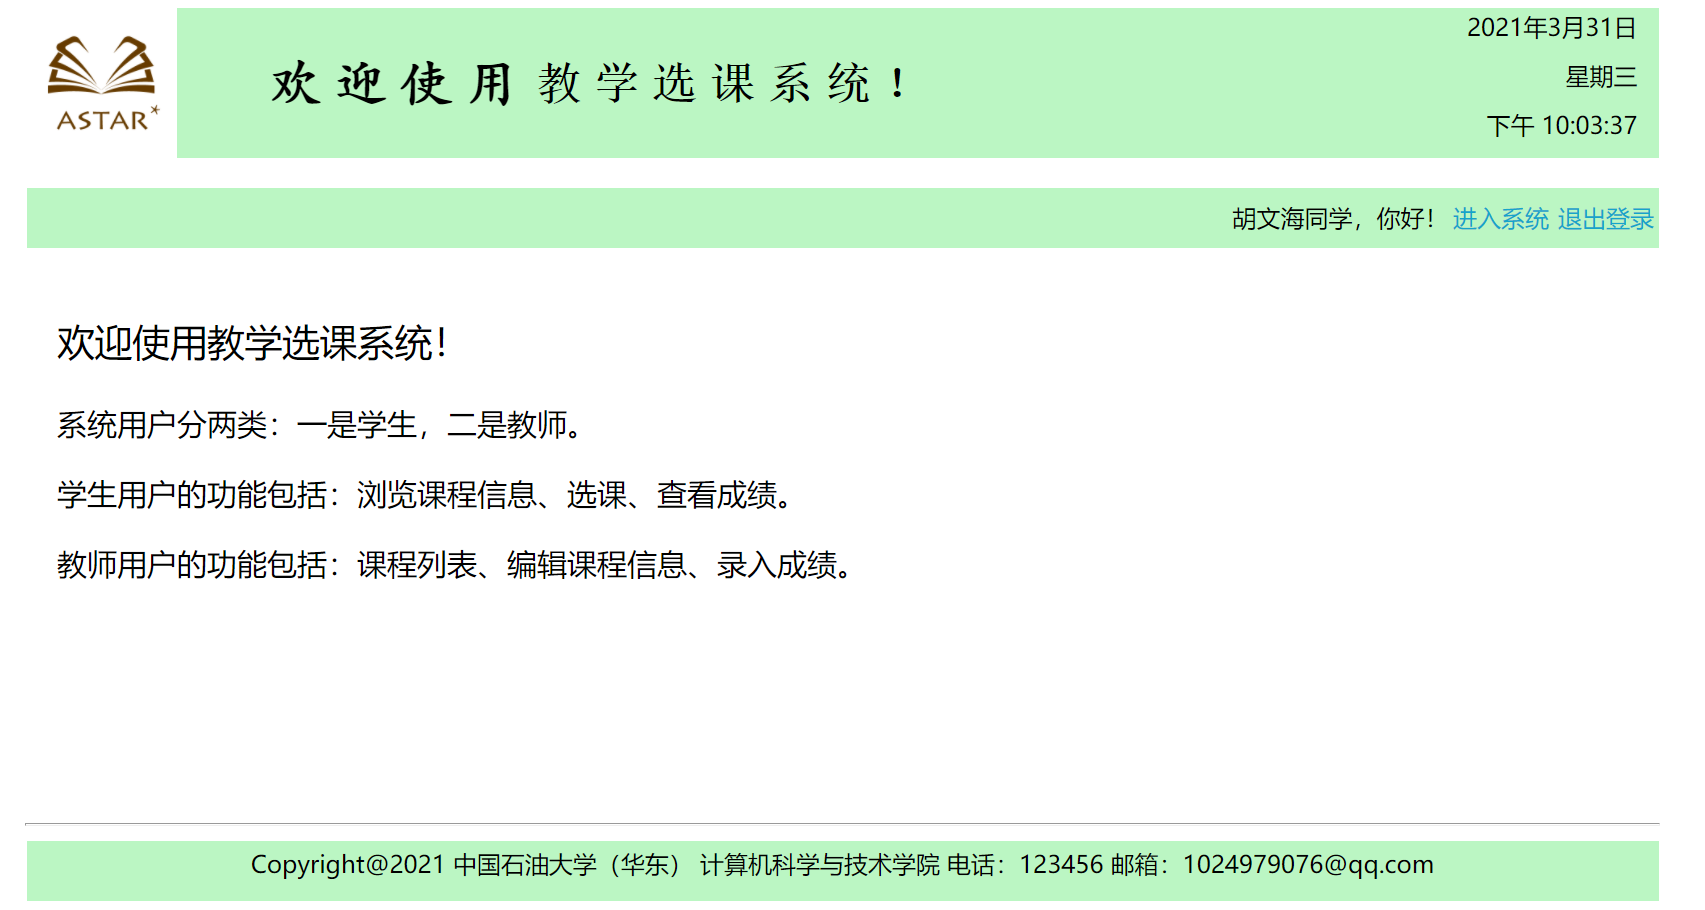 ASTAR*
欢迎使用教学选课系统！
2021年3月31日
星期三
下午 10:03:37
胡文海同学，你好！ 进入系统 退出登录
欢迎使用教学选课系统！
系统用户分两类：一是学生，二是教师。
学生用户的功能包括：浏览课程信息、选课、查看成绩。
教师用户的功能包括：课程列表、编辑课程信息、录入成绩。
Copyright@2021 中国石油大学（华东） 计算机科学与技术学院 电话：123456 邮箱：1024979076@qq.com